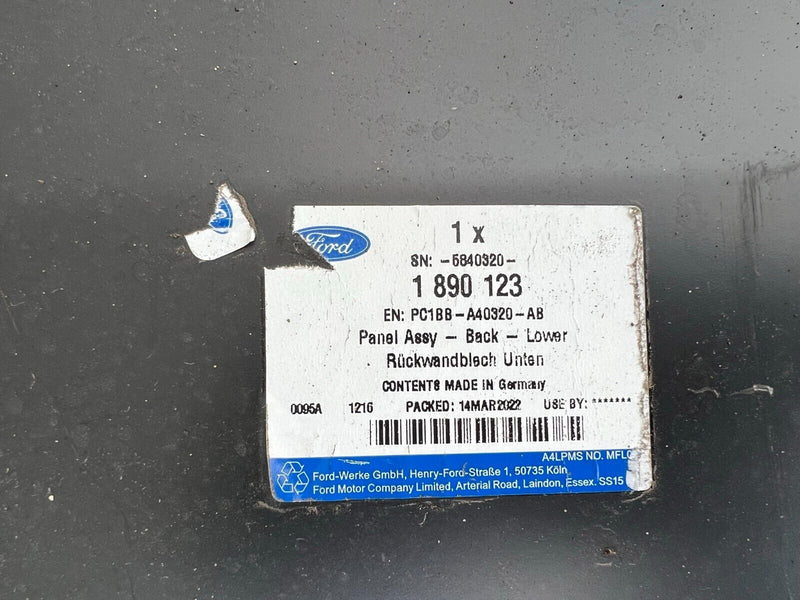 Ford
1 x
SN: -6840320-
1 890 123
EN: PC1BB-A40320-AB
Panel Assy - Back - Lower
Rückwandblech Unten
CONTENTS MADE IN Germany
0095A 1216 PACKED: 14MAR2022 USE BY: *******
A4LPMS NO. MFLC
Ford-Werke GmbH, Henry-Ford-Straße 1, 50735 Köln
Ford Motor Company Limited, Arterial Road, Laindon, Essex. SS15